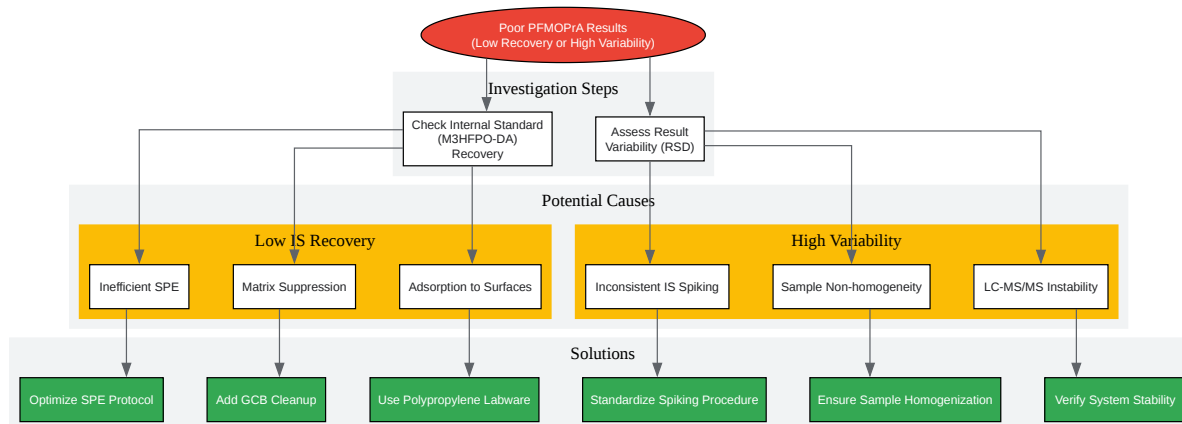 Poor PFMOPrA Results
(Low Recovery or High Variability)
Investigation Steps
Check Internal Standard
(M3HFPO-DA)
Recovery
Assess Result
Variability (RSD)
Potential Causes
Low IS Recovery
High Variability
Inefficient SPE
Matrix Suppression
Adsorption to Surfaces
Inconsistent IS Spiking
Sample Non-homogeneity
LC-MS/MS Instability
Solutions
Optimize SPE Protocol
Add GCB Cleanup
Use Polypropylene Labware
Standardize Spiking Procedure
Ensure Sample Homogenization
Verify System Stability